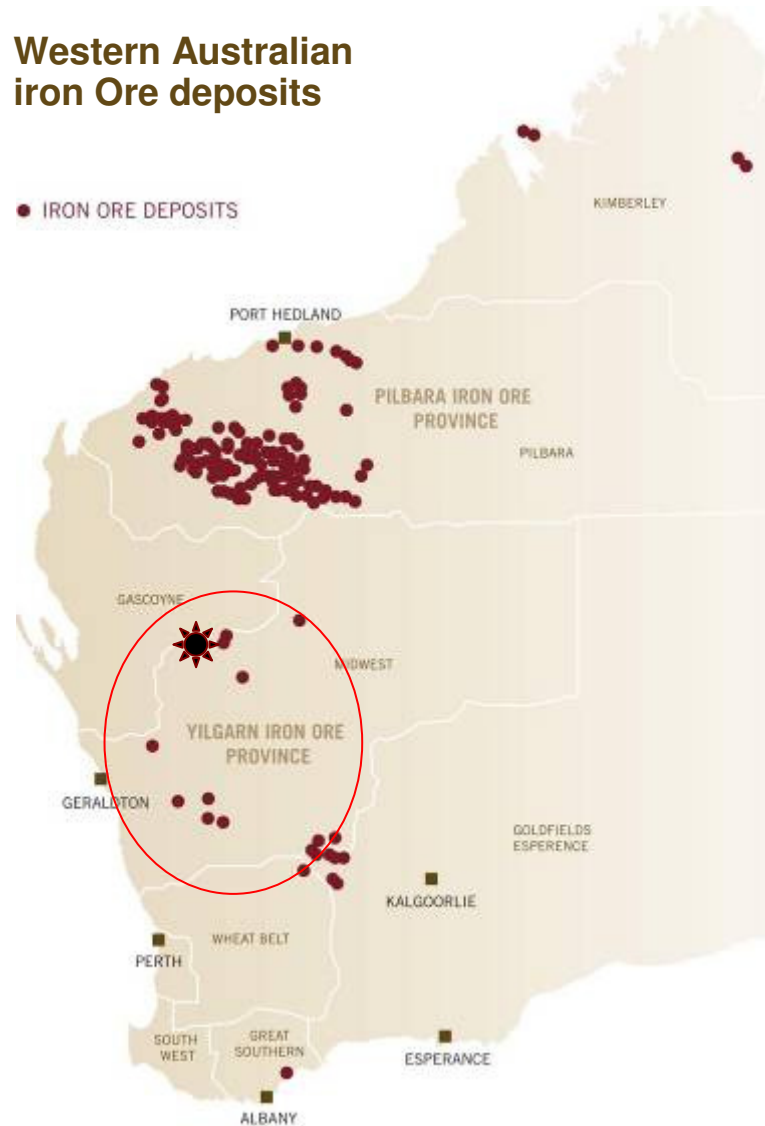 Western Australian
iron Ore deposits
IRON ORE DEPOSITS
KIMBERLEY
PORT HEDLAND
PILBARA IRON ORE
PROVINCE
PILBARA
GASCOYNE
MIDWEST
YILGARN IRON ORE
PROVINCE
GERALDTON
GOLDFIELDS
ESPERENCE
KALGOORLIE
WHEAT BELT
PERTH
SOUTH
WEST
GREAT
SOUTHERN
ESPERANCE
ALBANY